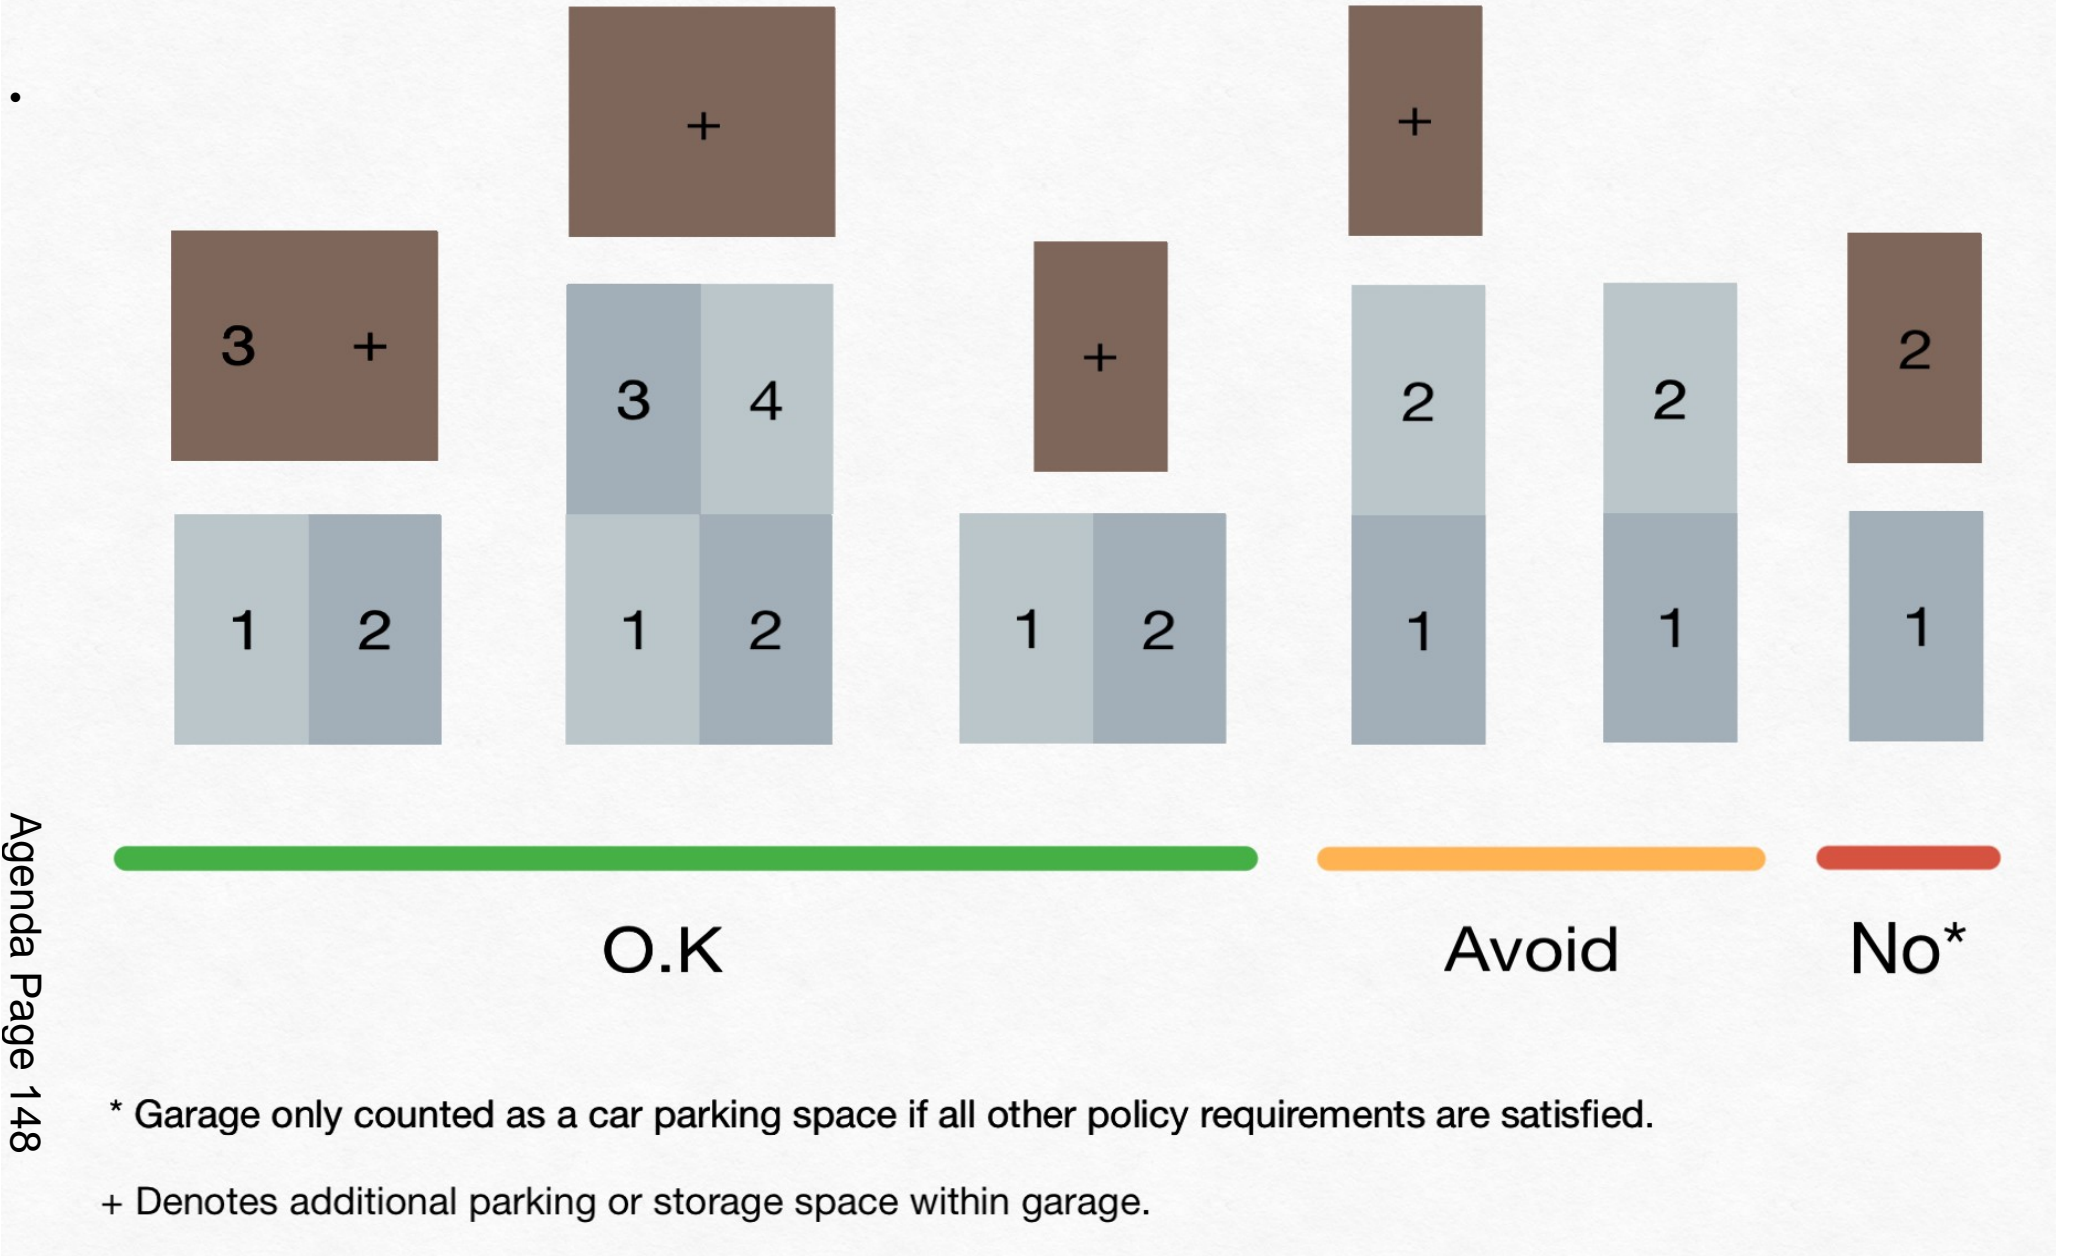 + +
3 + + 2
3 4 2 2
1 2 1 2 1 2 1 1 1
O.K Avoid No*
* Garage only counted as a car parking space if all other policy requirements are satisfied.
+ Denotes additional parking or storage space within garage.
Agenda Page 148